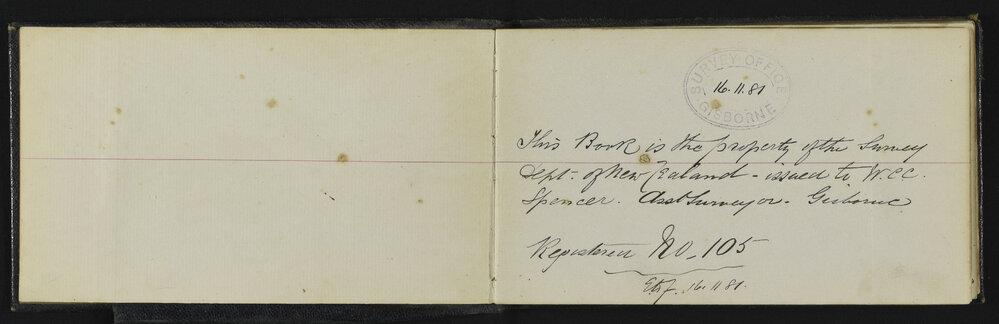 SURVEY OFFICE
16.11.81
GISBORNE
This Book is the property of the Survey
Dept. of New Zealand - issued to W.CC.
Spencer. Asst Surveyor. Gisborne
Registered No. 105
16.11.81.